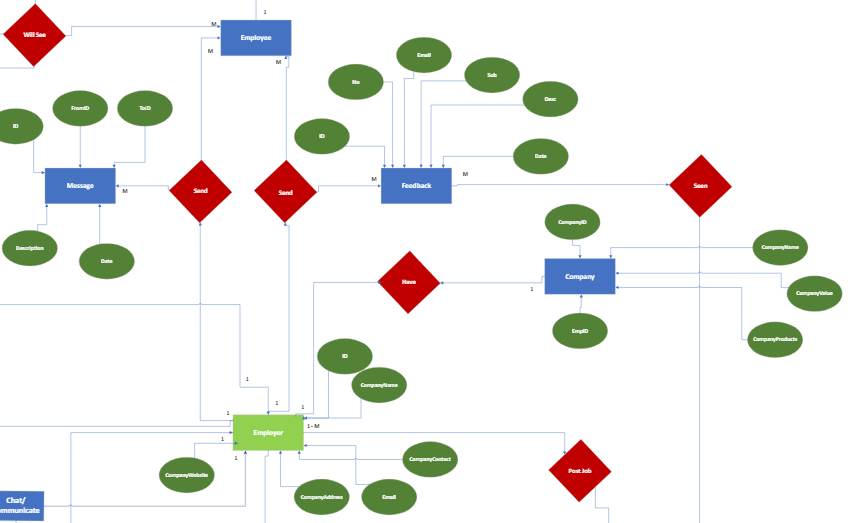 1
Will See
M
Employee
M
M
Email
Sub
No
Desc
FromID
ToID
ID
ID
Date
Message
M
Send
Send
M
Feedback
M
Seen
CompanyID
Description
Date
CompanyName
Company
Have
1
CompanyValue
EmpID
CompanyProducts
ID
1
CompanyName
1
1
1
1-M
Employer
1
1
CompanyContact
CompanyWebsite
Post Job
CompanyAddress
Email
Chat/
mmunicate